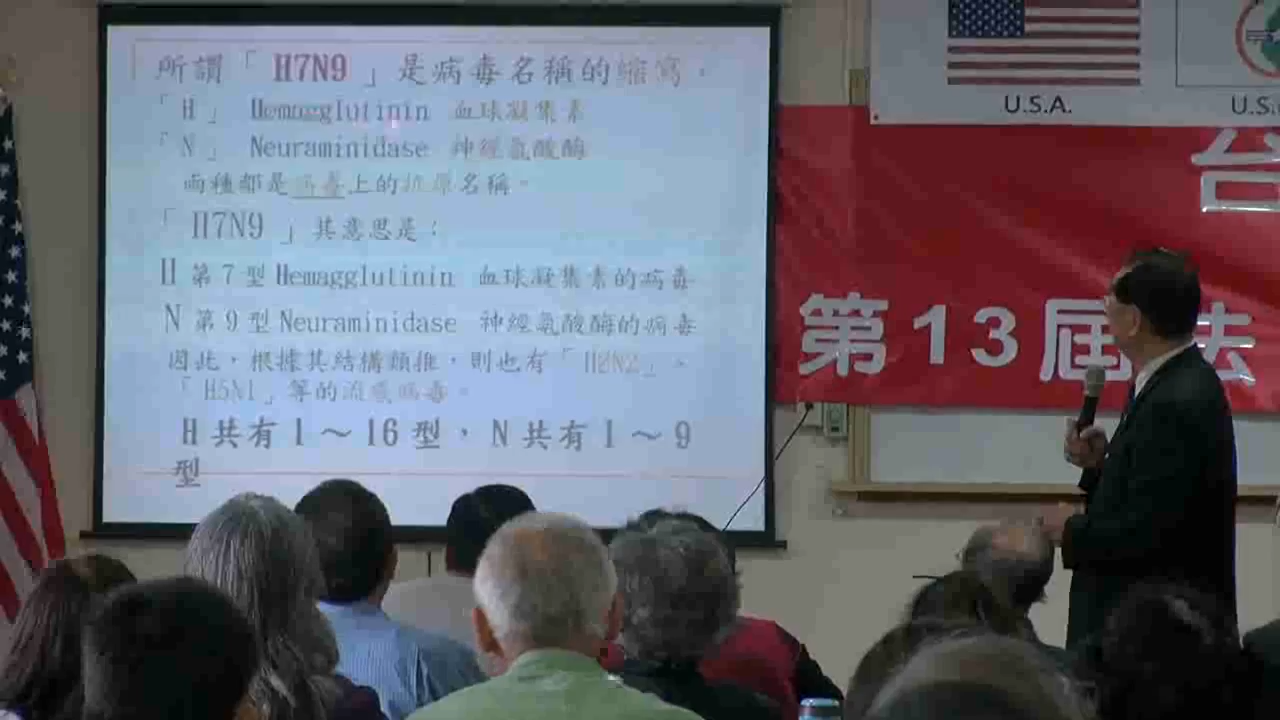 所謂「 H7N9 」是病毒名稱的縮寫，
「H」 Hemagglutinin 血球凝集素
「N」 Neuraminidase 神經氨酸酶
兩種都是病毒上的抗原名稱。
「 H7N9 」其意思是：
H 第 7 型 Hemagglutinin 血球凝集素的病毒
N 第 9 型 Neuraminidase 神經氨酸酶的病毒
因此，根據其結構類推，則也有「H2N2」、
「H5N1」等的流感病毒。
H 共有 1 ～ 16 型， N 共有 1 ～ 9
型
U.S.A.
U.S.
台
第13屆法